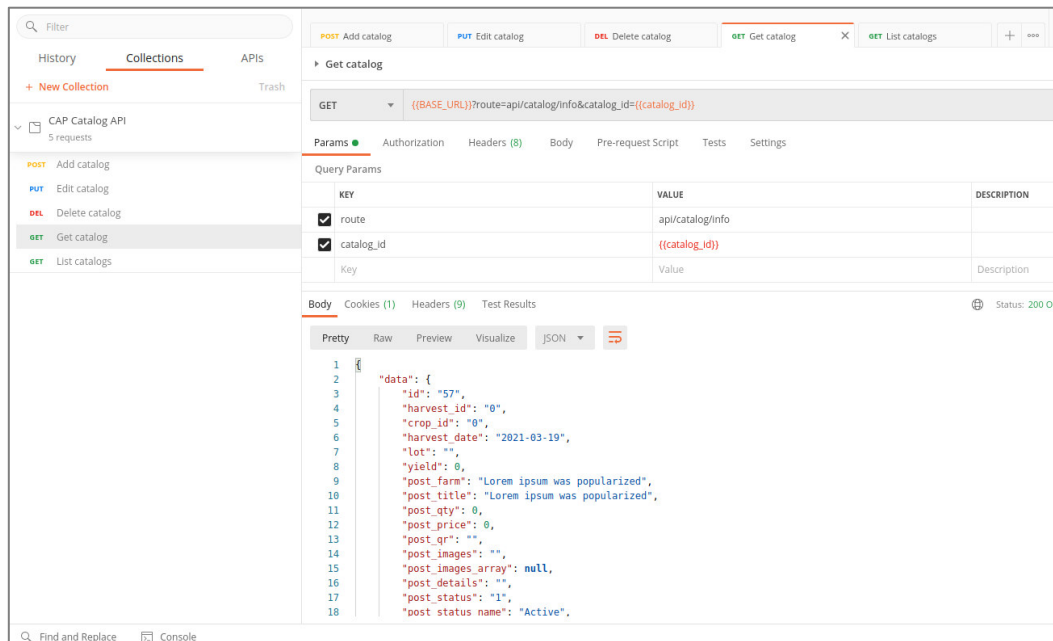 Filter
History Collections APIs
+ New Collection Trash
CAP Catalog API
5 requests
POST Add catalog
PUT Edit catalog
DEL Delete catalog
GET Get catalog
GET List catalogs
POST Add catalog PUT Edit catalog DEL Delete catalog GET Get catalog GET List catalogs
Get catalog
GET {{BASE_URL}}?route=api/catalog/info&catalog_id={{catalog_id}}
Params Authorization Headers (8) Body Pre-request Script Tests Settings
Query Params
KEY VALUE DESCRIPTION
route api/catalog/info
catalog_id {{catalog_id}}
Key Value Description
Body Cookies (1) Headers (9) Test Results Status: 200 O
Pretty Raw Preview Visualize JSON
1 {
2 "data": {
3 "id": "57",
4 "harvest_id": "0",
5 "crop_id": "0",
6 "harvest_date": "2021-03-19",
7 "lot": "",
8 "yield": 0,
9 "post_farm": "Lorem ipsum was popularized",
10 "post_title": "Lorem ipsum was popularized",
11 "post_qty": 0,
12 "post_price": 0,
13 "post_qr": "",
14 "post_images": "",
15 "post_images_array": null,
16 "post_details": "",
17 "post_status": "1",
18 "post_status_name": "Active",
Find and Replace Console